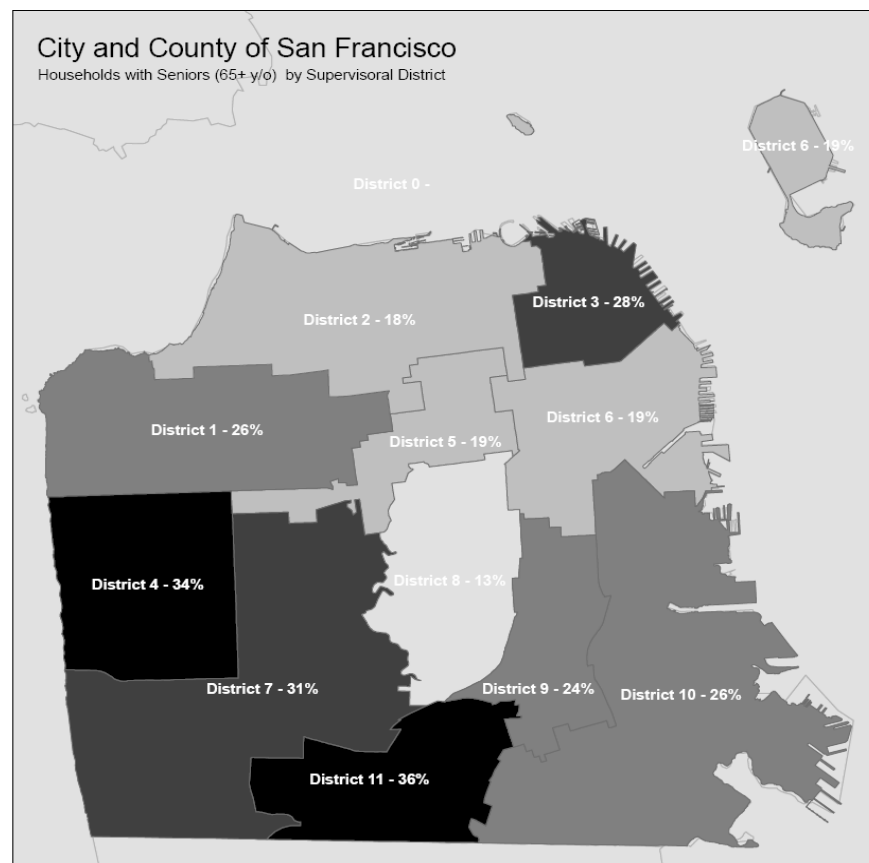 City and County of San Francisco
Households with Seniors (65+ y/o) by Supervisoral District
District 6 - 19%
District 0 -
District 3 - 28%
District 2 - 18%
District 6 - 19%
District 1 - 26%
District 5 - 19%
District 8 - 13%
District 4 - 34%
District 7 - 31%
District 9 - 24%
District 10 - 26%
District 11 - 36%